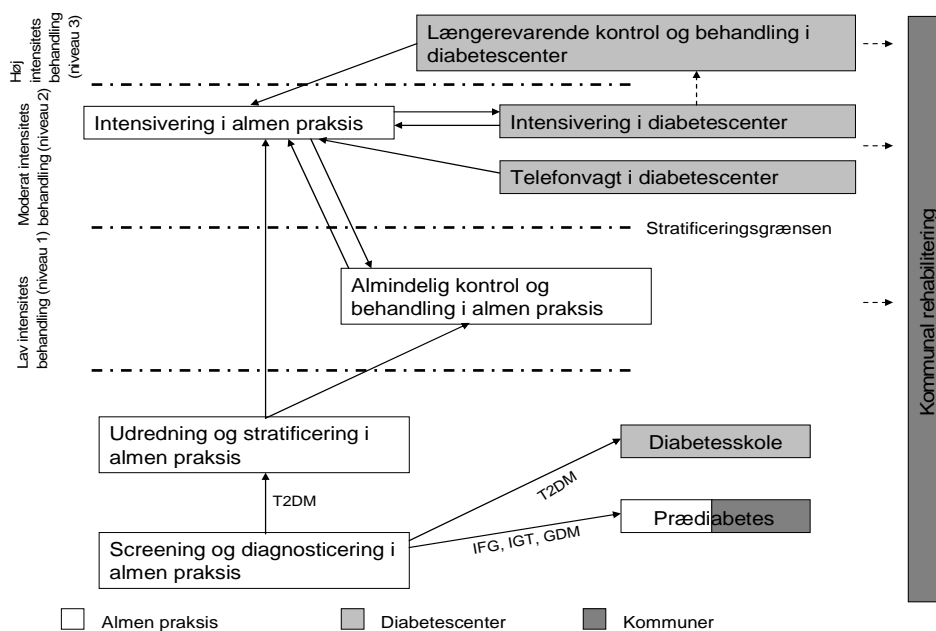 Høj
intensitets
behandling
(niveau 3)
Længerevarende kontrol og behandling i
diabetescenter
Moderat intensitets
behandling (niveau 2)
Intensivering i almen praksis
Intensivering i diabetescenter
Telefonvagt i diabetescenter
Stratificeringsgrænsen
Lav intensitets
behandling (niveau 1)
Almindelig kontrol og
behandling i almen praksis
Kommunal rehabilitering
Udredning og stratificering i
almen praksis
Diabetesskole
T2DM
T2DM
Prædiabetes
IFG, IGT, GDM
Screening og diagnosticering i
almen praksis
Almen praksis
Diabetescenter
Kommuner